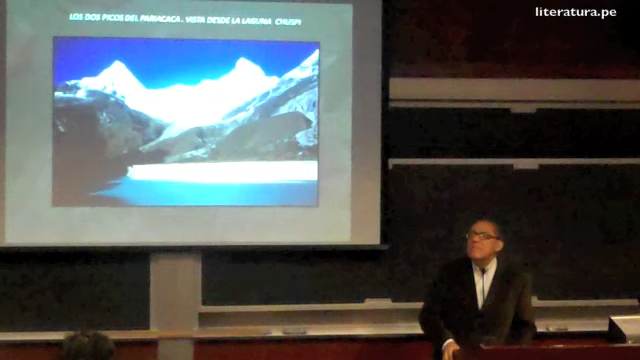 literatura.pe
LOS DOS PICOS DEL PARIACACA . VISTA DESDE LA LAGUNA CHUSPI